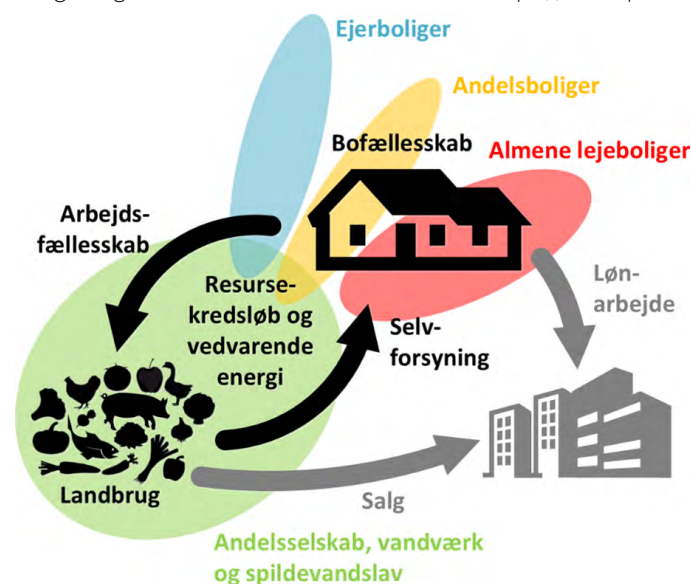 Ejerboliger
Andelsboliger
Bofællesskab
Almene lejeboliger
Arbejds-
fællesskab
Resurse-
kredsløb og
vedvarende
energi
Selv-
forsyning
Løn-
arbejde
Landbrug
Salg
Andelsselskab, vandværk
og spildevandslav